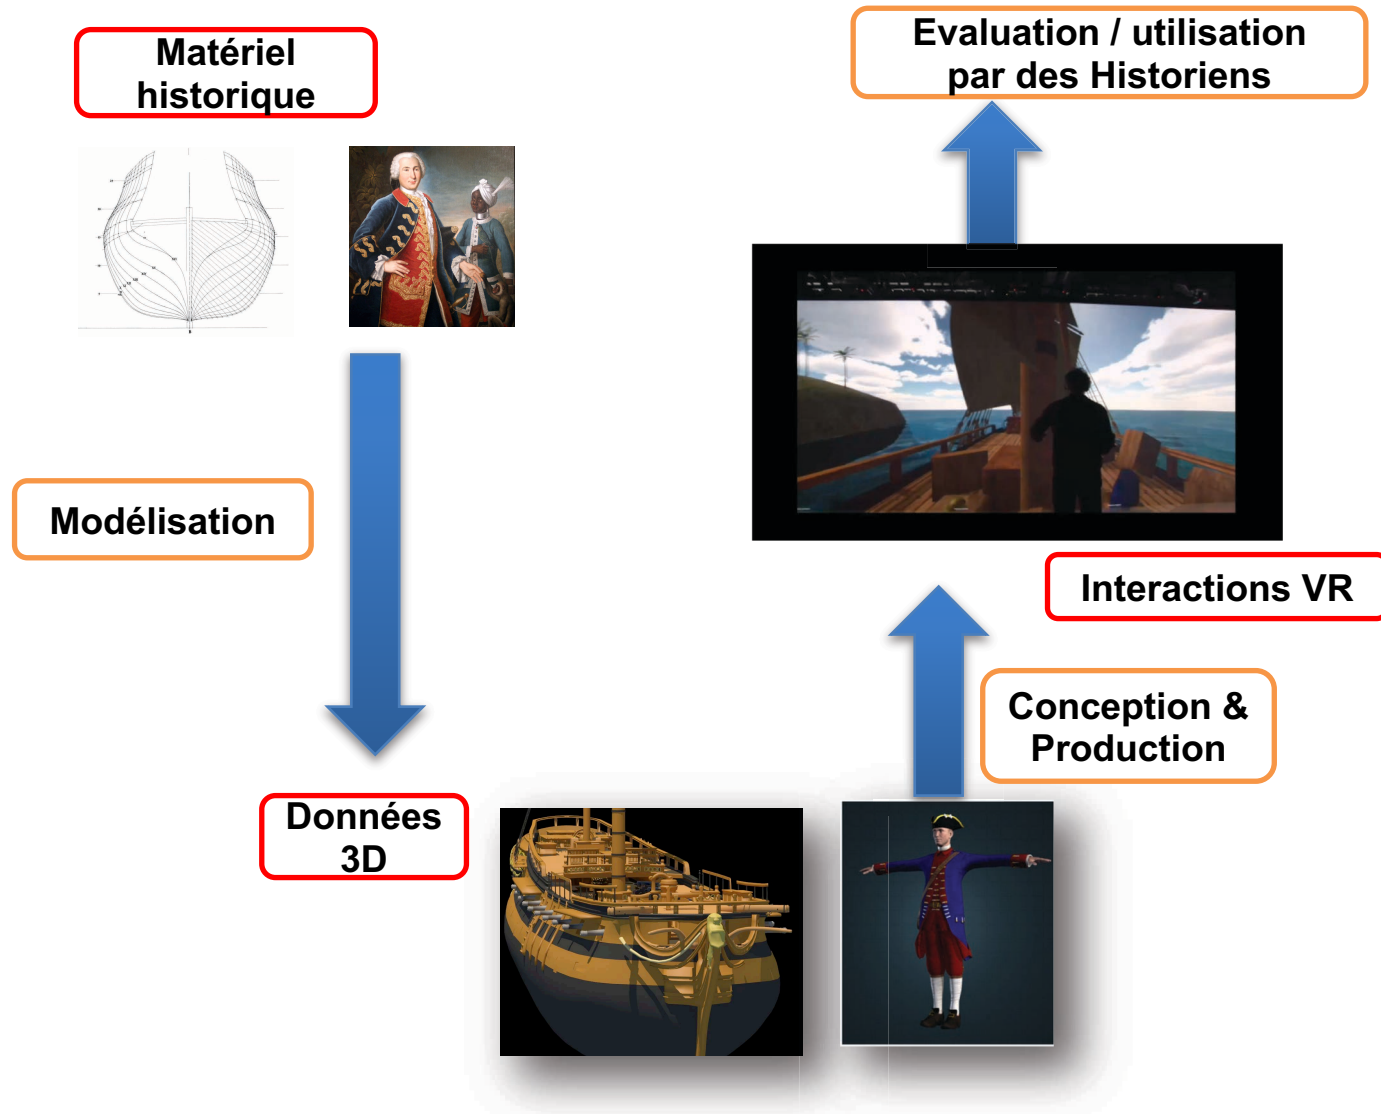 Matériel
historique
Evaluation / utilisation
par des Historiens
Modélisation
Interactions VR
Conception &
Production
Données
3D